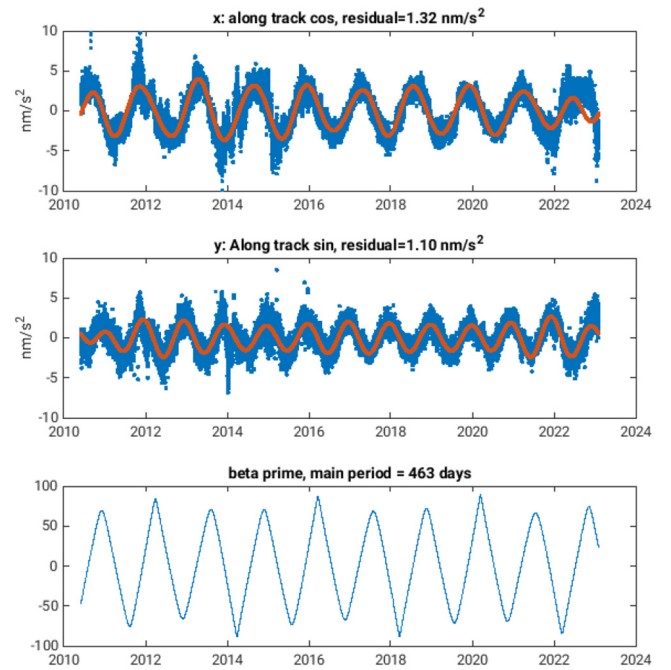 x: along track cos, residual=1.32 nm/s²
10
5
0
-5
-10
nm/s²
2010 2012 2014 2016 2018 2020 2022 2024
y: Along track sin, residual=1.10 nm/s²
10
5
0
-5
-10
nm/s²
2010 2012 2014 2016 2018 2020 2022 2024
beta prime, main period = 463 days
100
50
0
-50
-100
2010 2012 2014 2016 2018 2020 2022 2024